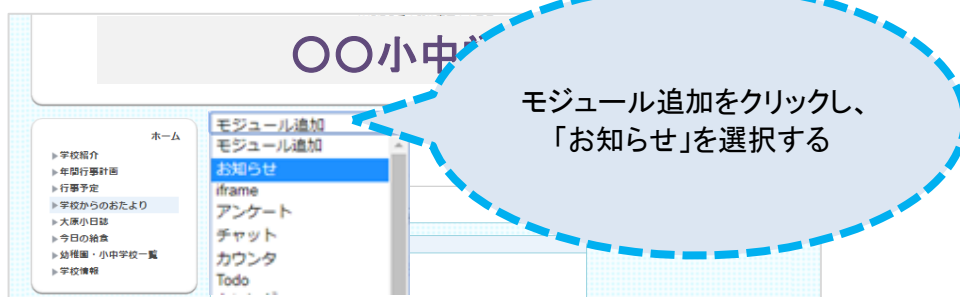 〇〇小中
モジュール追加をクリックし、
「お知らせ」を選択する
ホーム
▶学校紹介
▶年間行事計画
▶行事予定
▶学校からのおたより
▶大原小日誌
▶今日の給食
▶幼稚園・小中学校一覧
▶学校情報
モジュール追加
モジュール追加
お知らせ
iframe
アンケート
チャット
カウンタ
Todo